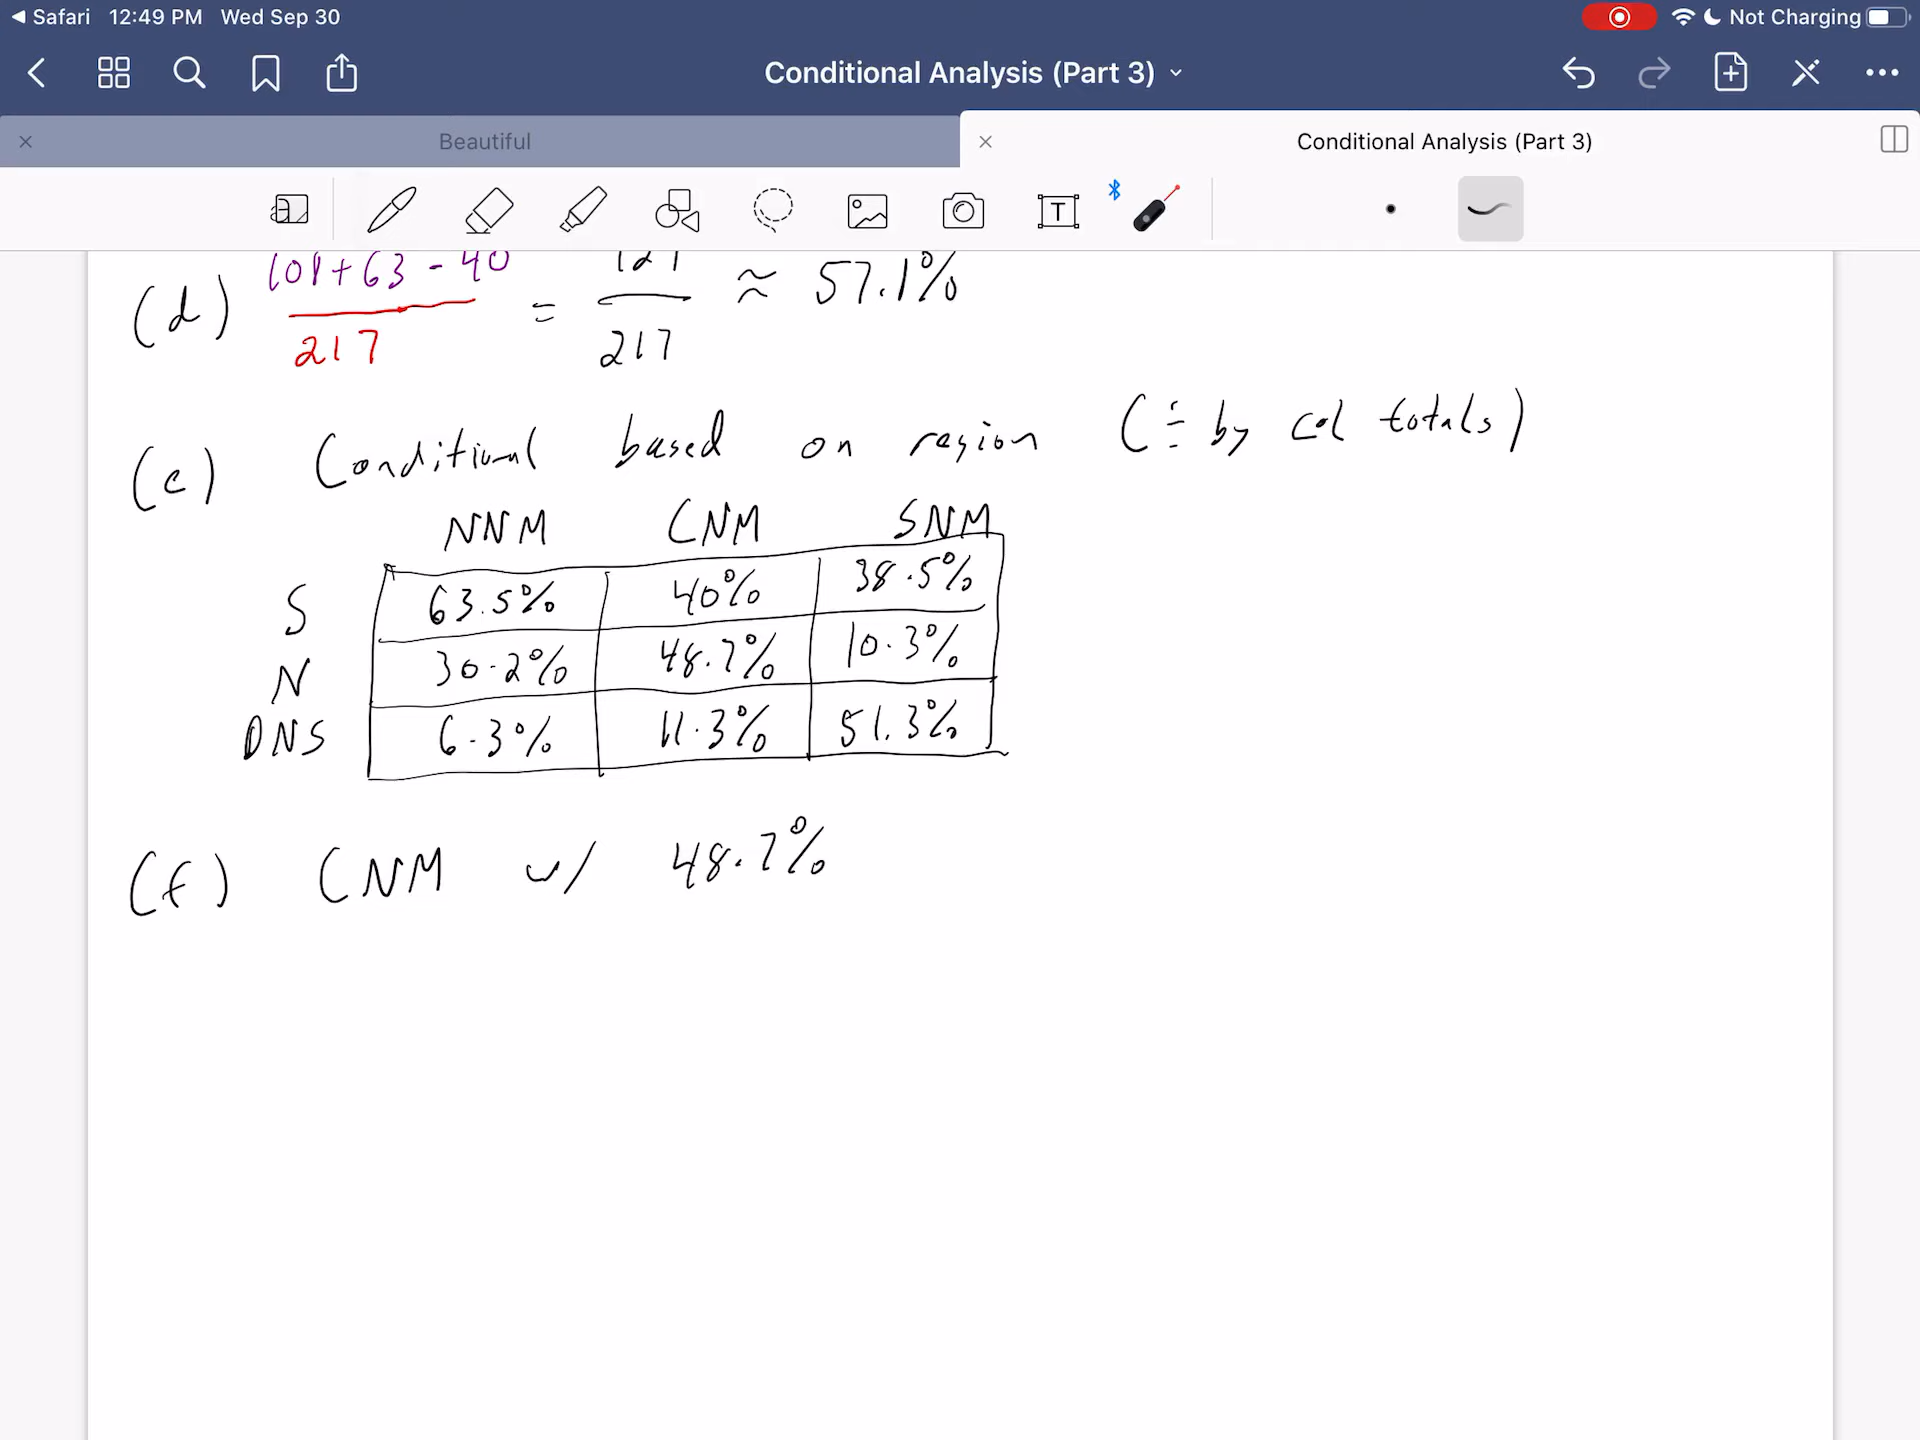 Safari 12:49 PM Wed Sep 30 Not Charging
Conditional Analysis (Part 3)
Beautiful Conditional Analysis (Part 3)
T
(d) 101+63-40 / 217 = 121 / 217 ≈ 57.1%
(e) Conditional based on region (÷ by col totals)
NNM CNM SNM
S 63.5% 40% 38.5%
N 30.2% 48.7% 10.3%
DNS 6.3% 11.3% 51.3%
(f) CNM w/ 48.7%